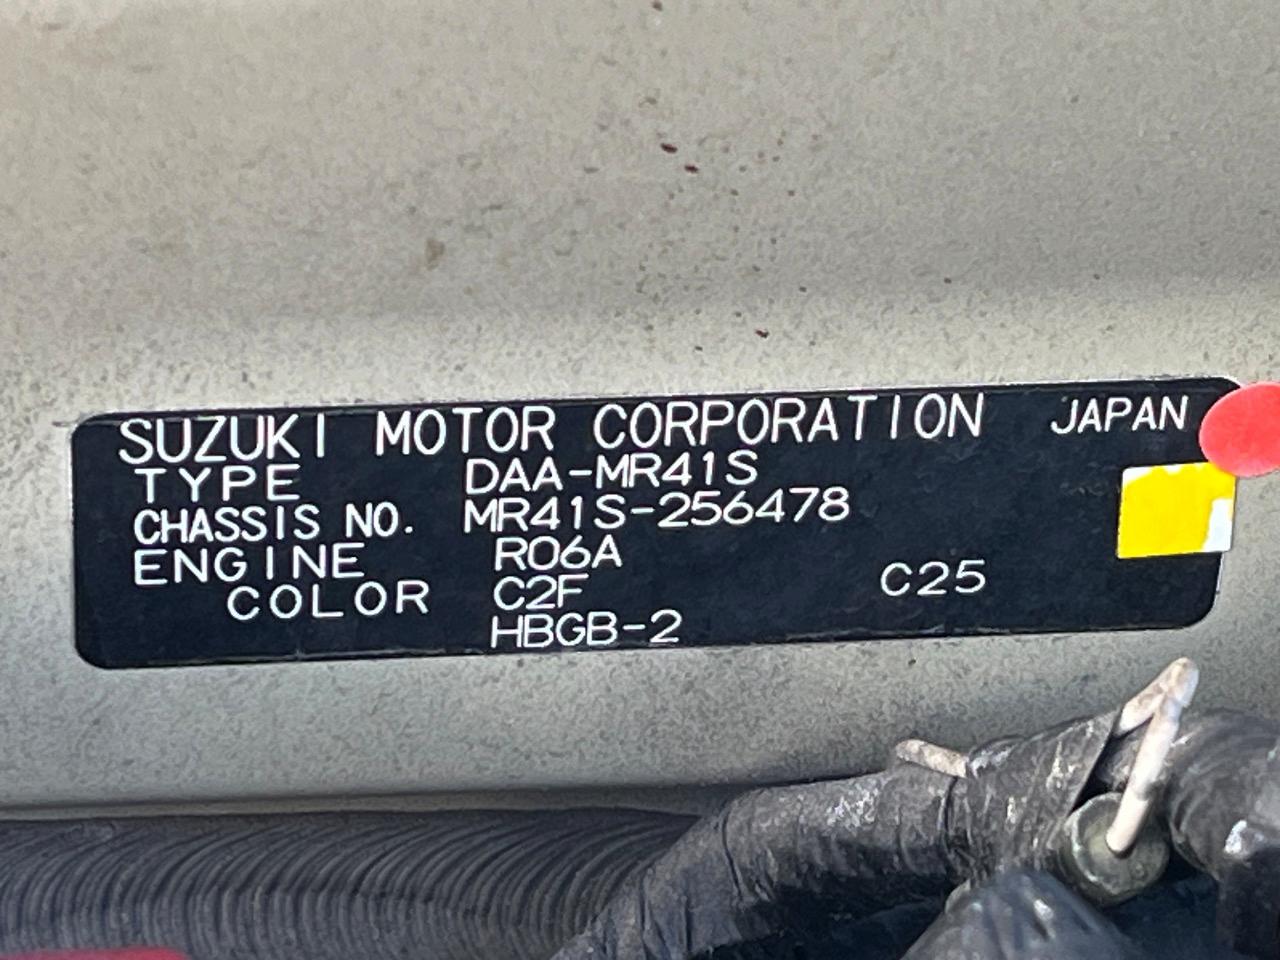 SUZUKI MOTOR CORPORATION JAPAN
TYPE DAA-MR41S
CHASSIS NO. MR41S-256478
ENGINE R06A
COLOR C2F C25
HBGB-2